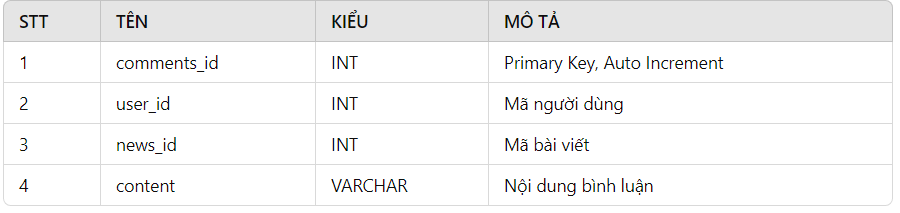 STT TÊN KIỂU MÔ TẢ
1 comments_id INT Primary Key, Auto Increment
2 user_id INT Mã người dùng
3 news_id INT Mã bài viết
4 content VARCHAR Nội dung bình luận